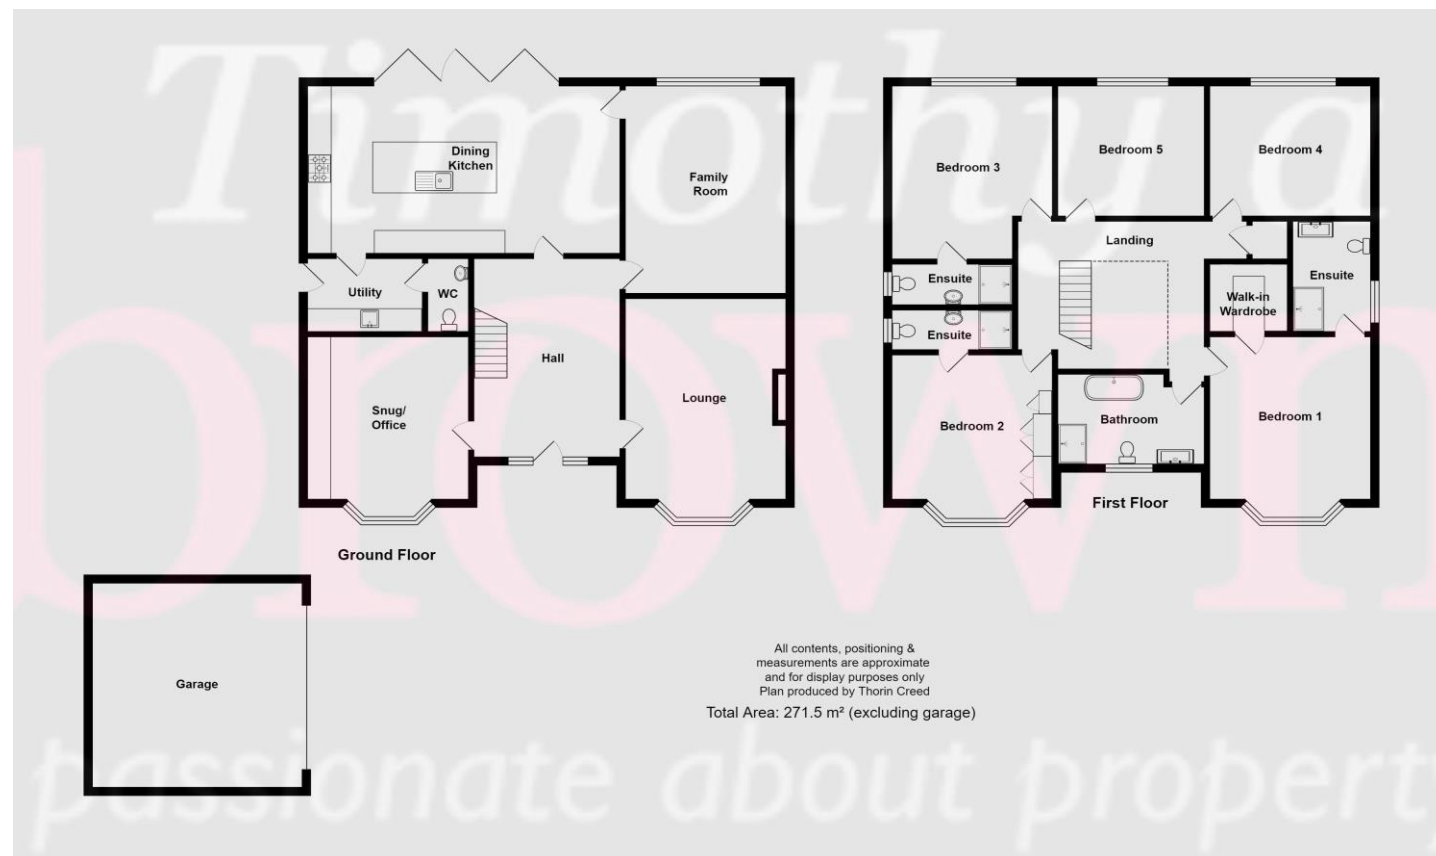 Timothy a
brown
passionate about property
Dining
Kitchen
Family
Room
Utility
WC
Hall
Snug/
Office
Lounge
Ground Floor
Garage
Bedroom 3
Bedroom 5
Bedroom 4
Landing
Ensuite
Ensuite
Walk-in
Wardrobe
Ensuite
Bedroom 2
Bathroom
Bedroom 1
First Floor
All contents, positioning &
measurements are approximate
and for display purposes only
Plan produced by Thorin Creed
Total Area: 271.5 m² (excluding garage)